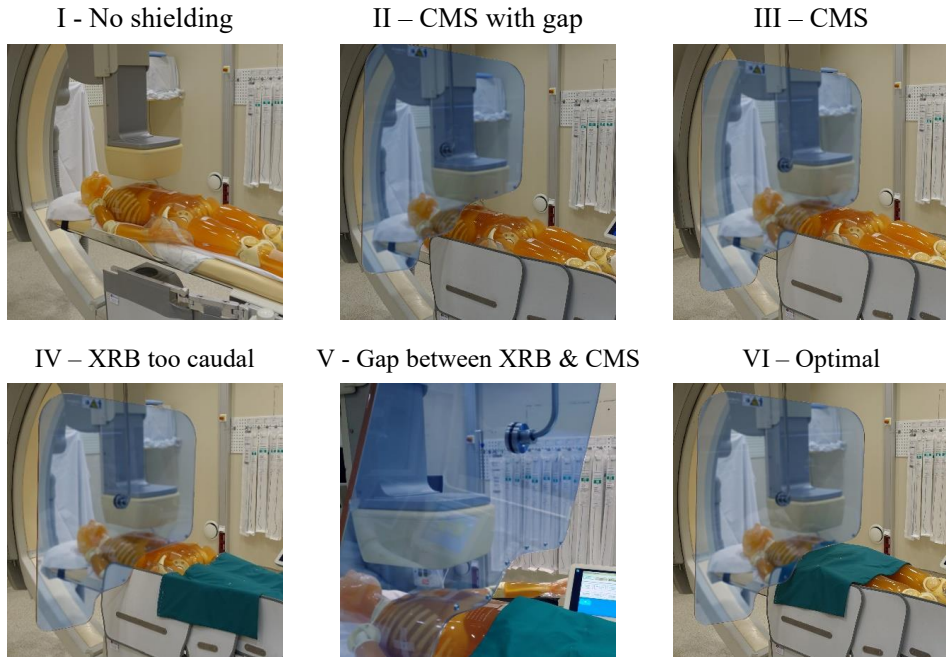 I - No shielding
II – CMS with gap
III – CMS
IV – XRB too caudal
V - Gap between XRB & CMS
VI – Optimal